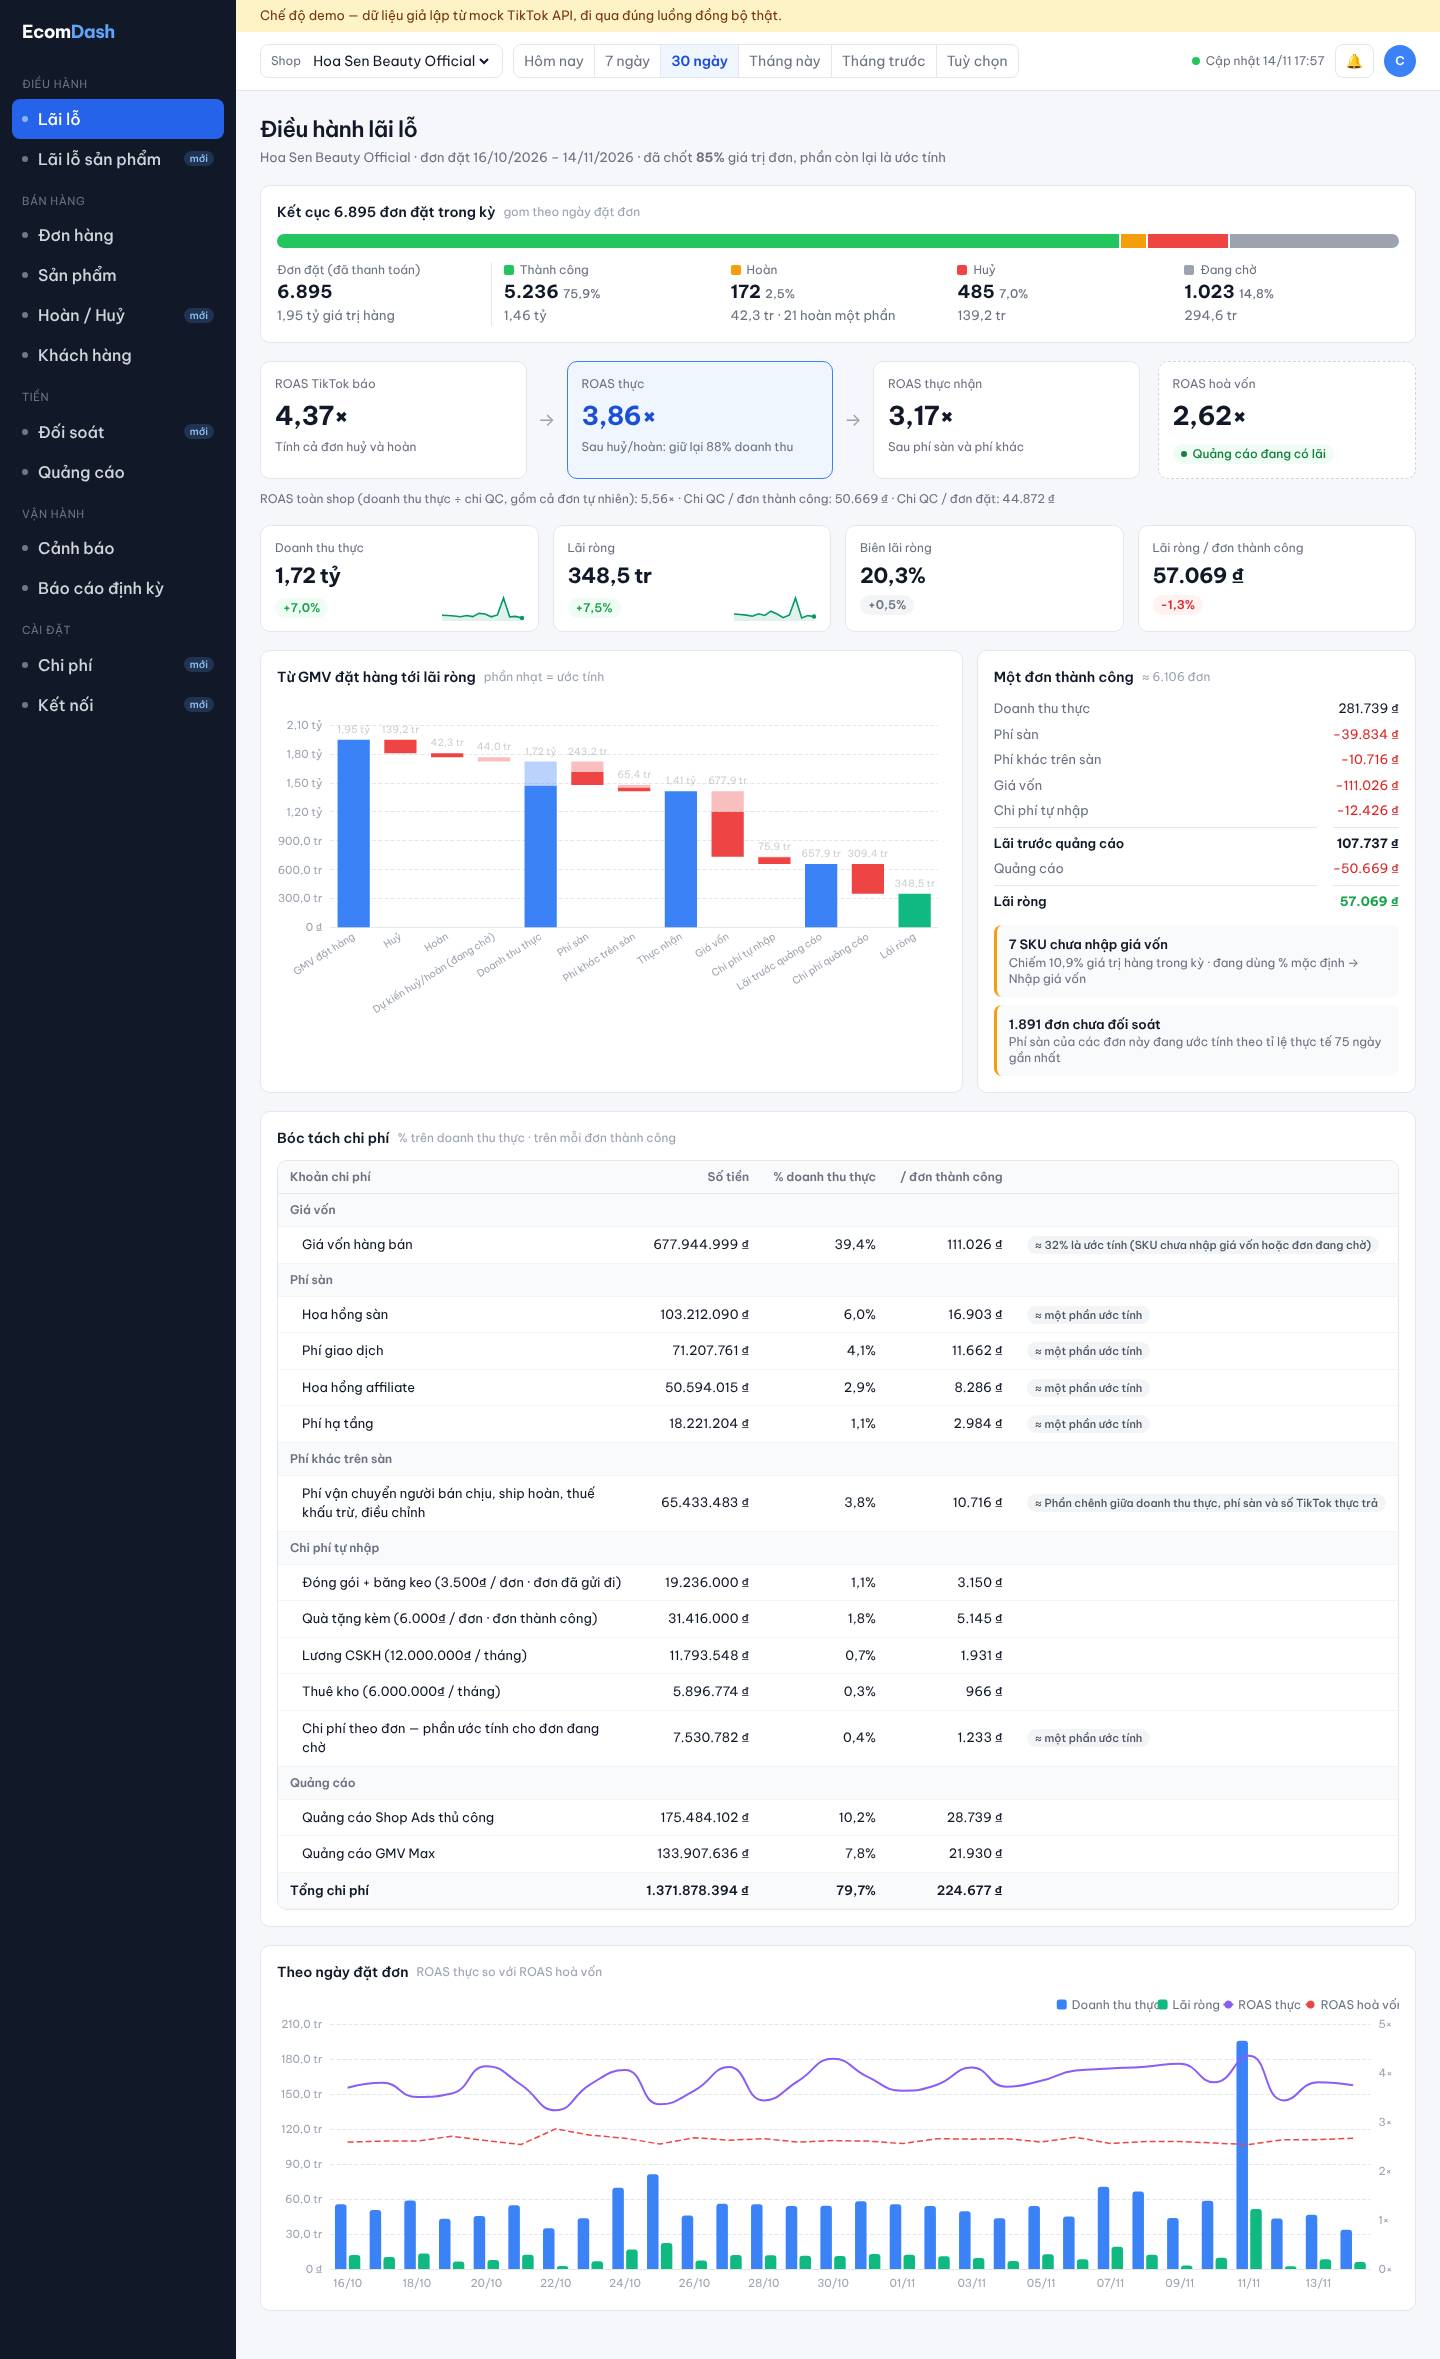 EcomDash
ĐIỀU HÀNH
Lãi lỗ
Lãi lỗ sản phẩm mới
BÁN HÀNG
Đơn hàng
Sản phẩm
Hoàn / Huỷ mới
Khách hàng
TIỀN
Đối soát mới
Quảng cáo
VẬN HÀNH
Cảnh báo
Báo cáo định kỳ
CÀI ĐẶT
Chi phí mới
Kết nối mới
Chế độ demo — dữ liệu giả lập từ mock TikTok API, đi qua đúng luồng đồng bộ thật.
Shop Hoa Sen Beauty Official Hôm nay 7 ngày 30 ngày Tháng này Tháng trước Tuỳ chọn Cập nhật 14/11 17:57 C
Điều hành lãi lỗ
Hoa Sen Beauty Official · đơn đặt 16/10/2026 – 14/11/2026 · đã chốt 85% giá trị đơn, phần còn lại là ước tính
Kết cục 6.895 đơn đặt trong kỳ gom theo ngày đặt đơn
Đơn đặt (đã thanh toán) Thành công Hoàn Huỷ Đang chờ
6.895 5.236 75,9% 172 2,5% 485 7,0% 1.023 14,8%
1,95 tỷ giá trị hàng 1,46 tỷ 42,3 tr · 21 hoàn một phần 139,2 tr 294,6 tr
ROAS TikTok báo
4,37×
Tính cả đơn huỷ và hoàn
→
ROAS thực
3,86×
Sau huỷ/hoàn: giữ lại 88% doanh thu
→
ROAS thực nhận
3,17×
Sau phí sàn và phí khác
ROAS hoà vốn
2,62×
Quảng cáo đang có lãi
ROAS toàn shop (doanh thu thực ÷ chi QC, gồm cả đơn tự nhiên): 5,56× · Chi QC / đơn thành công: 50.669 ₫ · Chi QC / đơn đặt: 44.872 ₫
Doanh thu thực
1,72 tỷ
+7,0%
Lãi ròng
348,5 tr
+7,5%
Biên lãi ròng
20,3%
+0,5%
Lãi ròng / đơn thành công
57.069 ₫
-1,3%
Từ GMV đặt hàng tới lãi ròng phần nhạt = ước tính
2,10 tỷ
1,80 tỷ
1,50 tỷ
1,20 tỷ
900,0 tr
600,0 tr
300,0 tr
0 ₫
1,95 tỷ 139,2 tr 42,3 tr 44,0 tr 1,72 tỷ 243,2 tr 65,4 tr 1,41 tỷ 677,9 tr 75,9 tr 657,9 tr 309,4 tr 348,5 tr
GMV đặt hàng Huỷ Hoàn Dự kiến huỷ/hoàn (đang chờ) Doanh thu thực Phí sàn Phí khác trên sàn Thực nhận Giá vốn Chi phí tự nhập Lãi trước quảng cáo Chi phí quảng cáo Lãi ròng
Một đơn thành công ≈ 6.106 đơn
Doanh thu thực 281.739 ₫
Phí sàn -39.834 ₫
Phí khác trên sàn -10.716 ₫
Giá vốn -111.026 ₫
Chi phí tự nhập -12.426 ₫
Lãi trước quảng cáo 107.737 ₫
Quảng cáo -50.669 ₫
Lãi ròng 57.069 ₫
7 SKU chưa nhập giá vốn
Chiếm 10,9% giá trị hàng trong kỳ · đang dùng % mặc định →
Nhập giá vốn
1.891 đơn chưa đối soát
Phí sàn của các đơn này đang ước tính theo tỉ lệ thực tế 75 ngày
gần nhất
Bóc tách chi phí % trên doanh thu thực · trên mỗi đơn thành công
Khoản chi phí Số tiền % doanh thu thực / đơn thành công
Giá vốn
Giá vốn hàng bán 677.944.999 ₫ 39,4% 111.026 ₫ ≈ 32% là ước tính (SKU chưa nhập giá vốn hoặc đơn đang chờ)
Phí sàn
Hoa hồng sàn 103.212.090 ₫ 6,0% 16.903 ₫ ≈ một phần ước tính
Phí giao dịch 71.207.761 ₫ 4,1% 11.662 ₫ ≈ một phần ước tính
Hoa hồng affiliate 50.594.015 ₫ 2,9% 8.286 ₫ ≈ một phần ước tính
Phí hạ tầng 18.221.204 ₫ 1,1% 2.984 ₫ ≈ một phần ước tính
Phí khác trên sàn
Phí vận chuyển người bán chịu, ship hoàn, thuế
khấu trừ, điều chỉnh 65.433.483 ₫ 3,8% 10.716 ₫ ≈ Phần chênh giữa doanh thu thực, phí sàn và số TikTok thực trả
Chi phí tự nhập
Đóng gói + băng keo (3.500₫ / đơn · đơn đã gửi đi) 19.236.000 ₫ 1,1% 3.150 ₫
Quà tặng kèm (6.000₫ / đơn · đơn thành công) 31.416.000 ₫ 1,8% 5.145 ₫
Lương CSKH (12.000.000₫ / tháng) 11.793.548 ₫ 0,7% 1.931 ₫
Thuê kho (6.000.000₫ / tháng) 5.896.774 ₫ 0,3% 966 ₫
Chi phí theo đơn — phần ước tính cho đơn đang
chờ 7.530.782 ₫ 0,4% 1.233 ₫ ≈ một phần ước tính
Quảng cáo
Quảng cáo Shop Ads thủ công 175.484.102 ₫ 10,2% 28.739 ₫
Quảng cáo GMV Max 133.907.636 ₫ 7,8% 21.930 ₫
Tổng chi phí 1.371.878.394 ₫ 79,7% 224.677 ₫
Theo ngày đặt đơn ROAS thực so với ROAS hoà vốn
Doanh thu thực Lãi ròng ROAS thực ROAS hoà vốn
210,0 tr 5×
180,0 tr 4×
150,0 tr
120,0 tr 3×
90,0 tr 2×
60,0 tr
30,0 tr 1×
0 ₫ 0×
16/10 18/10 20/10 22/10 24/10 26/10 28/10 30/10 01/11 03/11 05/11 07/11 09/11 11/11 13/11